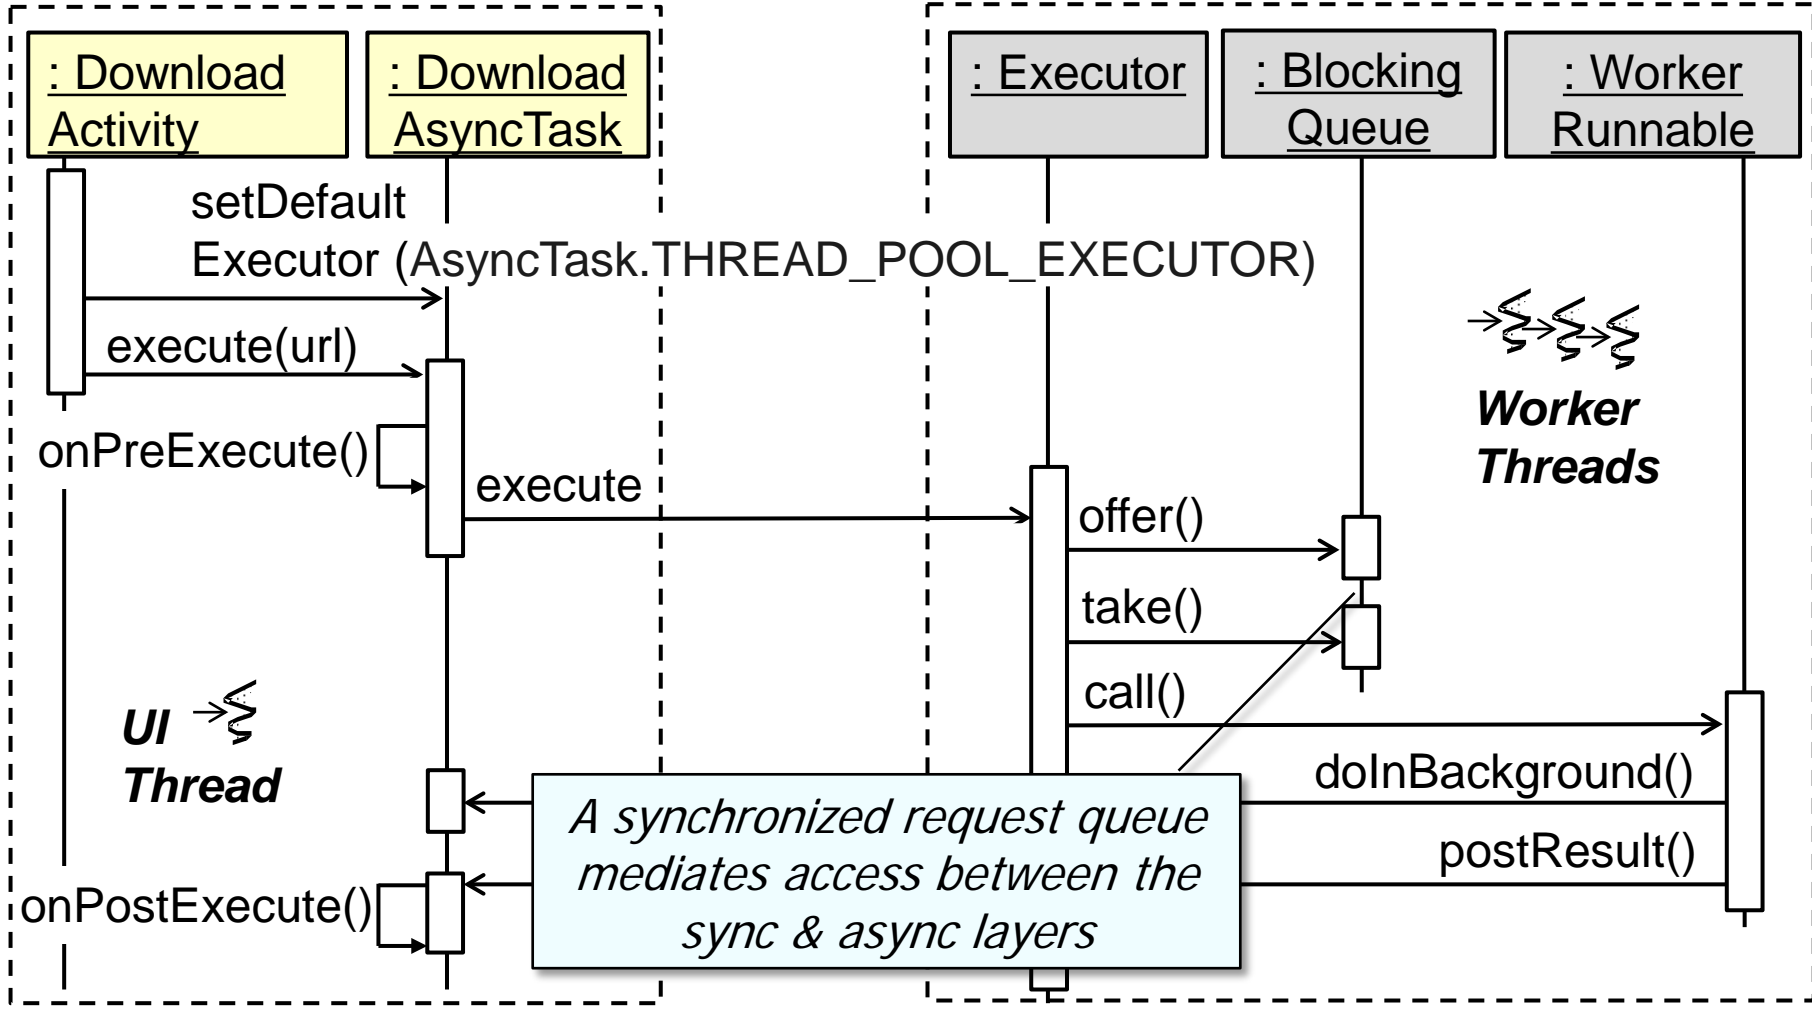 : Download
Activity
: Download
AsyncTask
: Executor
: Blocking
Queue
: Worker
Runnable
setDefault
Executor (AsyncTask.THREAD_POOL_EXECUTOR)
execute(url)
onPreExecute()
execute
offer()
take()
call()
Worker
Threads
UI
Thread
doInBackground()
postResult()
onPostExecute()
A synchronized request queue
mediates access between the
sync & async layers